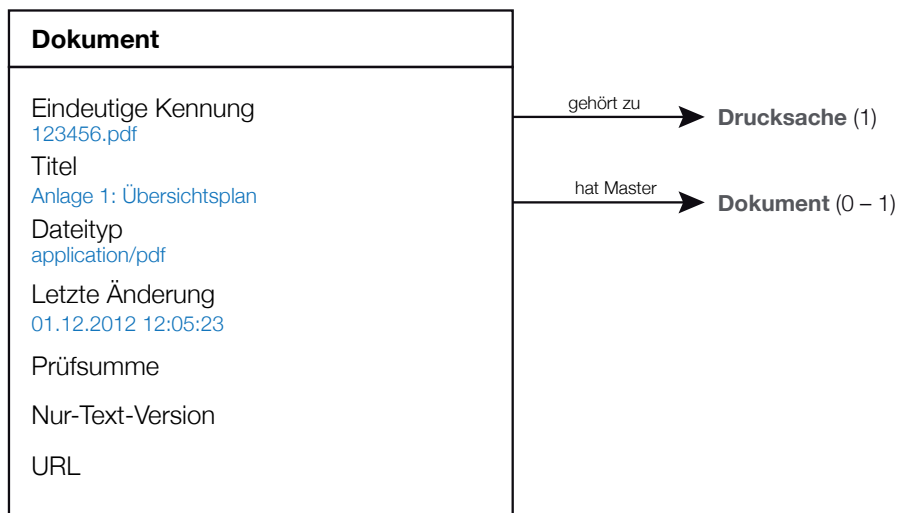 Dokument
Eindeutige Kennung
123456.pdf
Titel
Anlage 1: Übersichtsplan
Dateityp
application/pdf
Letzte Änderung
01.12.2012 12:05:23
Prüfsumme
Nur-Text-Version
URL
gehört zu
Drucksache (1)
hat Master
Dokument (0 – 1)